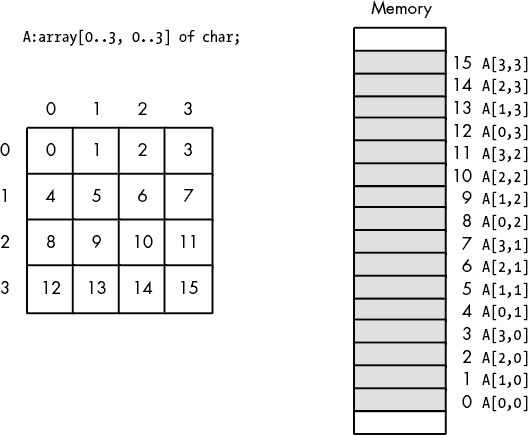 Memory
A:array[0..3, 0..3] of char;
0 1 2 3
0 0 1 2 3
1 4 5 6 7
2 8 9 10 11
3 12 13 14 15
15 A[3,3]
14 A[2,3]
13 A[1,3]
12 A[0,3]
11 A[3,2]
10 A[2,2]
9 A[1,2]
8 A[0,2]
7 A[3,1]
6 A[2,1]
5 A[1,1]
4 A[0,1]
3 A[3,0]
2 A[2,0]
1 A[1,0]
0 A[0,0]